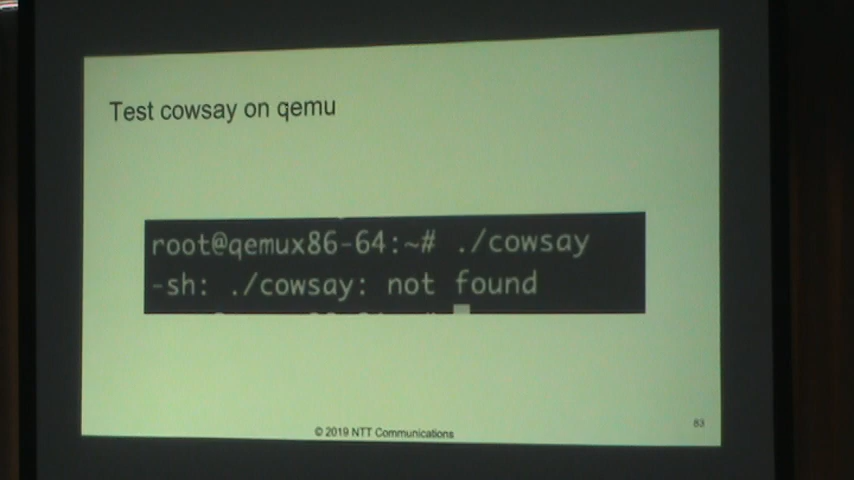 Test cowsay on qemu
root@qemux86-64:~# ./cowsay
-sh: ./cowsay: not found
© 2019 NTT Communications
83